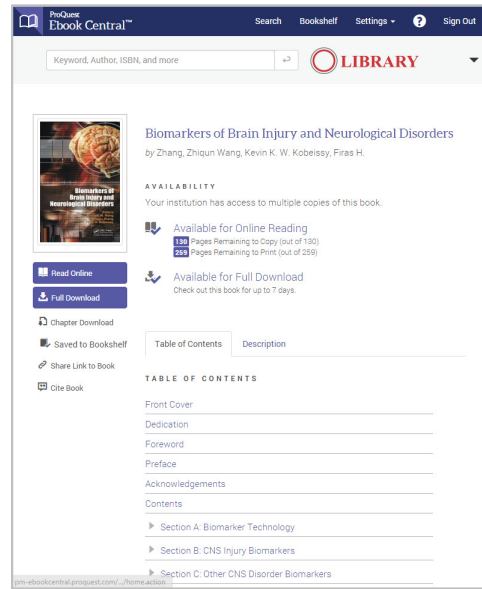 ProQuest
Ebook Central™
Search Bookshelf Settings ? Sign Out
Keyword, Author, ISBN, and more
LIBRARY
Biomarkers of Brain Injury and Neurological Disorders
by Zhang, Zhiqun Wang, Kevin K. W. Kobeissy, Firas H.
Biomarkers of
Brain Injury and
Neurological Disorders
AVAILABILITY
Your institution has access to multiple copies of this book.
Available for Online Reading
130 Pages Remaining to Copy (out of 130)
259 Pages Remaining to Print (out of 259)
Available for Full Download
Check out this book for up to 7 days.
Read Online
Full Download
Chapter Download
Saved to Bookshelf
Share Link to Book
Cite Book
Table of Contents Description
TABLE OF CONTENTS
Front Cover
Dedication
Foreword
Preface
Acknowledgements
Contents
Section A: Biomarker Technology
Section B: CNS Injury Biomarkers
Section C: Other CNS Disorder Biomarkers
pm-ebookcentral.proquest.com/.../home.action